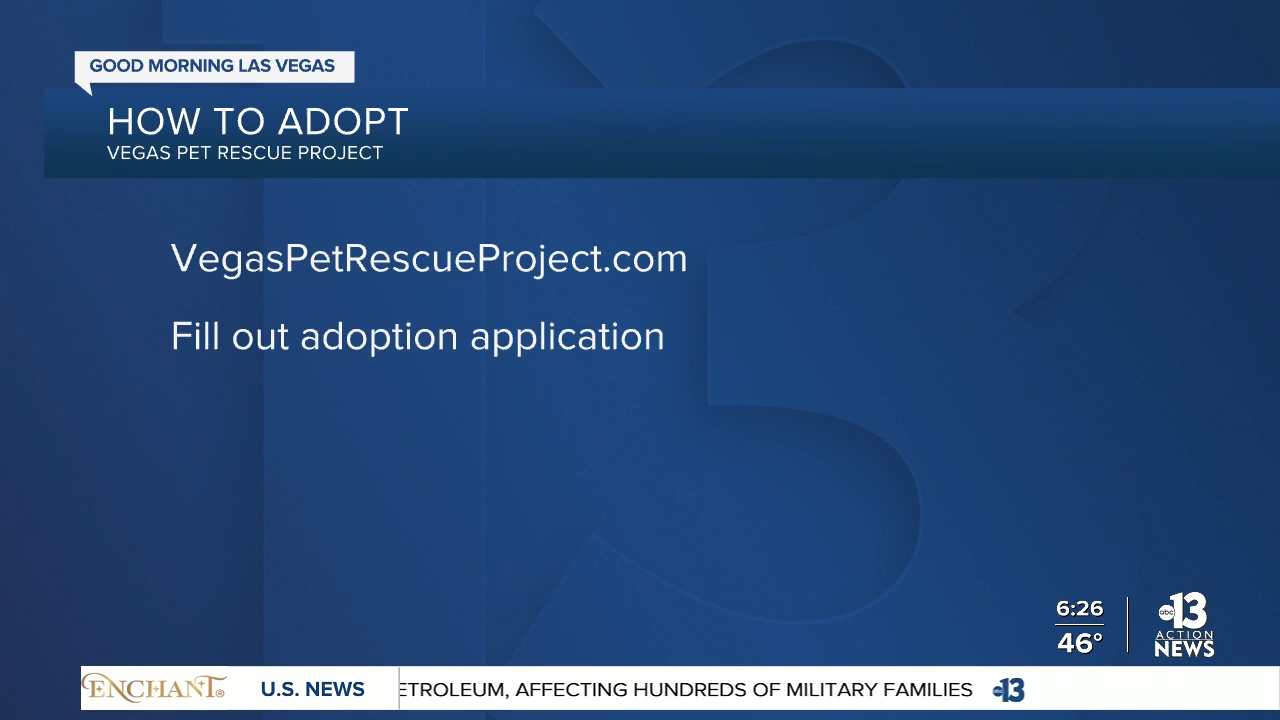 GOOD MORNING LAS VEGAS
HOW TO ADOPT
VEGAS PET RESCUE PROJECT
VegasPetRescueProject.com
Fill out adoption application
6:26
46°
abc 13
ACTION
NEWS
ENCHANT
U.S. NEWS
ETROLEUM, AFFECTING HUNDREDS OF MILITARY FAMILIES
13